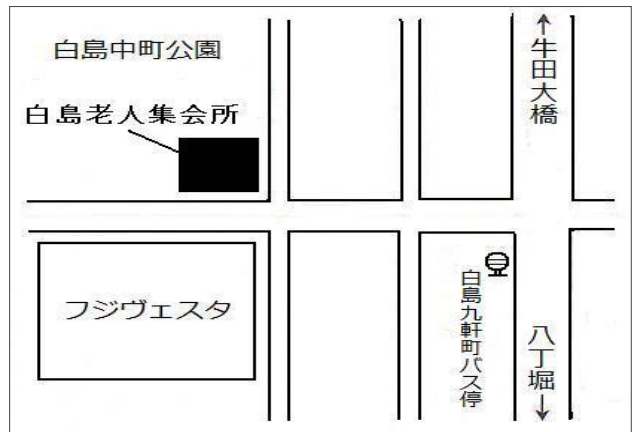 白島中町公園
白島老人集会所
↑牛田大橋
フジヴェスタ
白島九軒町バス停
八丁堀↓